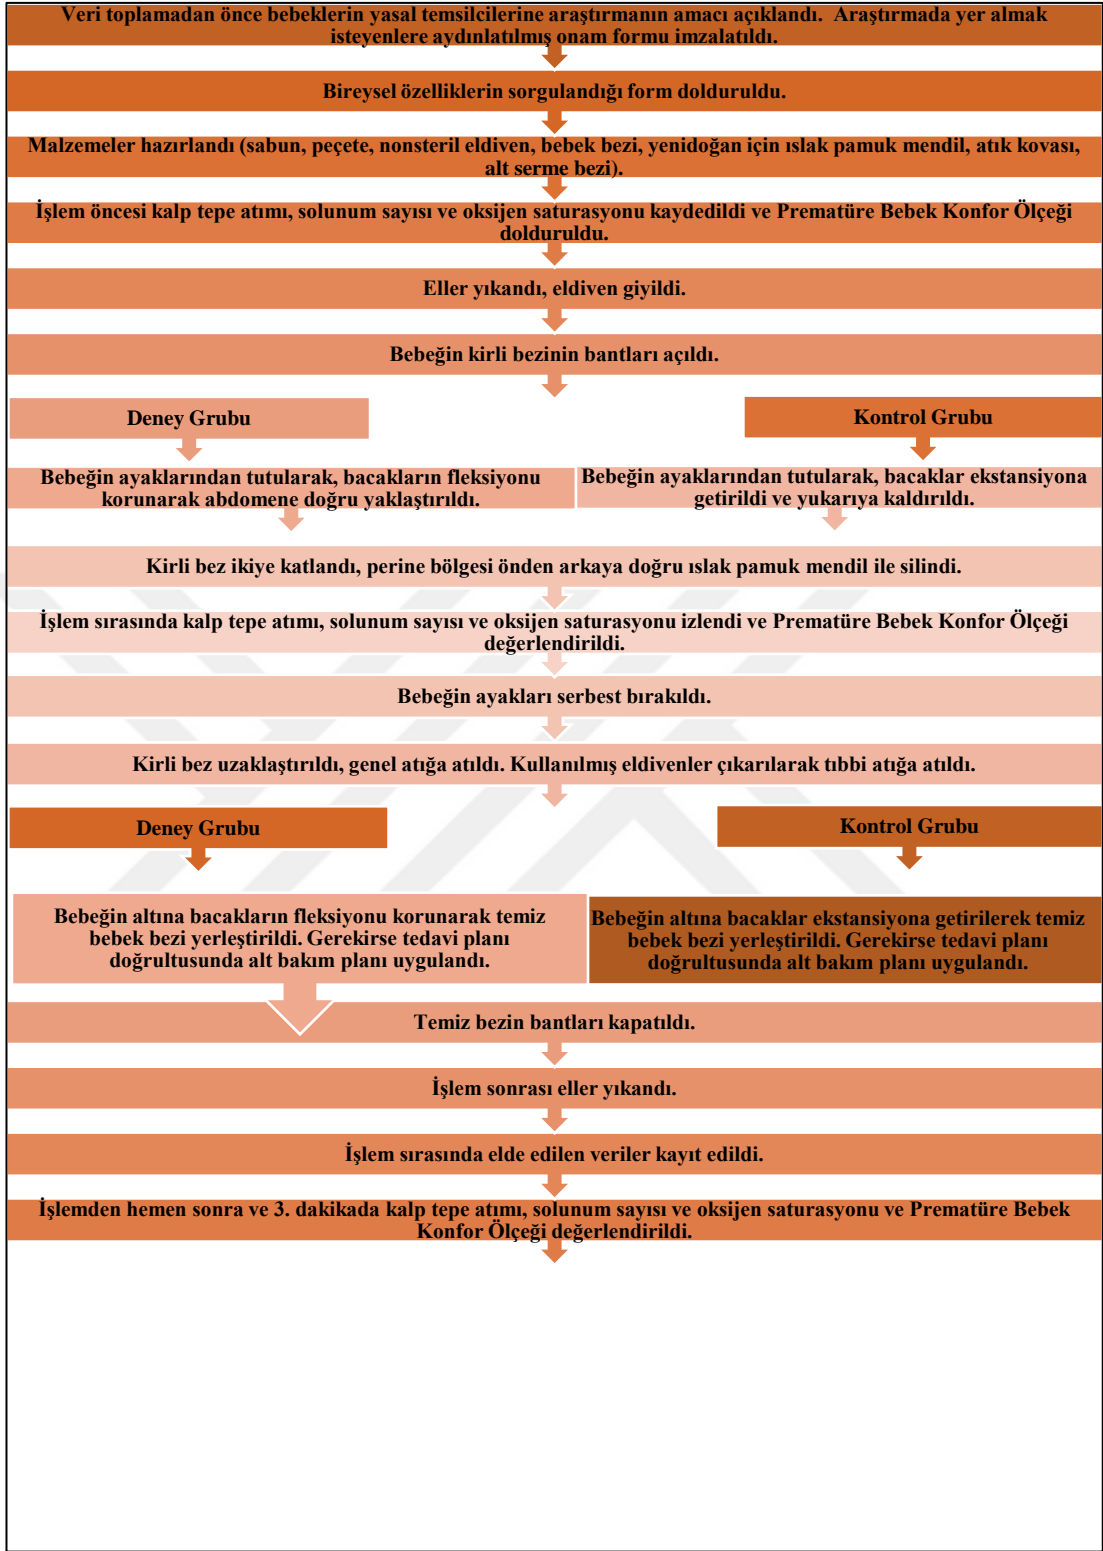 Veri toplamadan önce bebeklerin yasal temsilcilerine araştırmanın amacı açıklandı.  Araştırmada yer almak
isteyenlere aydınlatılmış onam formu imzalatıldı.
Bireysel özelliklerin sorgulandığı form dolduruldu.
Malzemeler hazırlandı (sabun, peçete, nonsteril eldiven, bebek bezi, yenidoğan için ıslak pamuk mendil, atık kovası,
alt serme bezi).
İşlem öncesi kalp tepe atımı, solunum sayısı ve oksijen saturasyonu kaydedildi ve Prematüre Bebek Konfor Ölçeği
dolduruldu.
Eller yıkandı, eldiven giyildi.
Bebeğin kirli bezinin bantları açıldı.
Deney Grubu
Kontrol Grubu
Bebeğin ayaklarından tutularak, bacakların fleksiyonu
korunarak abdomene doğru yaklaştırıldı.
Bebeğin ayaklarından tutularak, bacaklar ekstansiyona
getirildi ve yukarıya kaldırıldı.
Kirli bez ikiye katlandı, perine bölgesi önden arkaya doğru ıslak pamuk mendil ile silindi.
İşlem sırasında kalp tepe atımı, solunum sayısı ve oksijen saturasyonu izlendi ve Prematüre Bebek Konfor Ölçeği
değerlendirildi.
Bebeğin ayakları serbest bırakıldı.
Kirli bez uzaklaştırıldı, genel atığa atıldı. Kullanılmış eldivenler çıkarılarak tıbbi atığa atıldı.
Deney Grubu
Kontrol Grubu
Bebeğin altına bacakların fleksiyonu korunarak temiz
bebek bezi yerleştirildi. Gerekirse tedavi planı
doğrultusunda alt bakım planı uygulandı.
Bebeğin altına bacaklar ekstansiyona getirilerek temiz
bebek bezi yerleştirildi. Gerekirse tedavi planı
doğrultusunda alt bakım planı uygulandı.
Temiz bezin bantları kapatıldı.
İşlem sonrası eller yıkandı.
İşlem sırasında elde edilen veriler kayıt edildi.
İşlemden hemen sonra ve 3. dakikada kalp tepe atımı, solunum sayısı ve oksijen saturasyonu ve Prematüre Bebek
Konfor Ölçeği değerlendirildi.